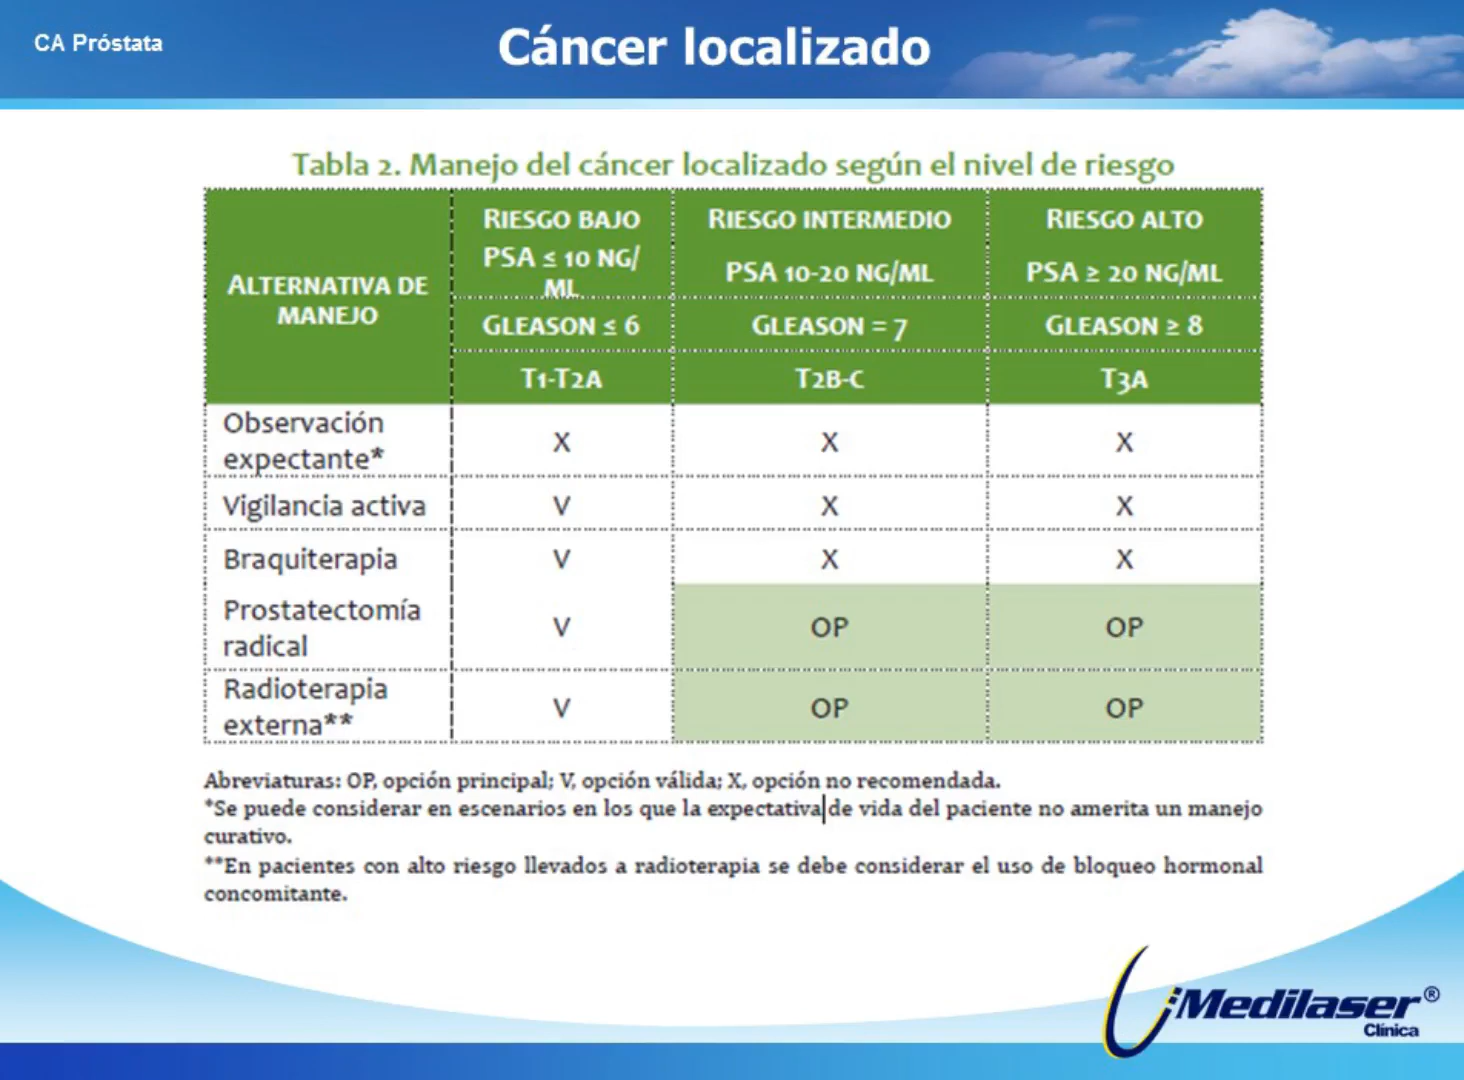 CA Próstata
Cáncer localizado
Tabla 2. Manejo del cáncer localizado según el nivel de riesgo
ALTERNATIVA DE
MANEJO
RIESGO BAJO
PSA ≤ 10 NG/
ML
RIESGO INTERMEDIO
PSA 10-20 NG/ML
RIESGO ALTO
PSA ≥ 20 NG/ML
GLEASON ≤ 6
GLEASON = 7
GLEASON ≥ 8
T1-T2A
T2B-C
T3A
Observación
expectante*
X
X
X
Vigilancia activa
V
X
X
Braquiterapia
V
X
X
Prostatectomía
radical
V
OP
OP
Radioterapia
externa**
V
OP
OP
Abreviaturas: OP, opción principal; V, opción válida; X, opción no recomendada.
*Se puede considerar en escenarios en los que la expectativa de vida del paciente no amerita un manejo
curativo.
**En pacientes con alto riesgo llevados a radioterapia se debe considerar el uso de bloqueo hormonal
concomitante.
Medilaser®
Clínica